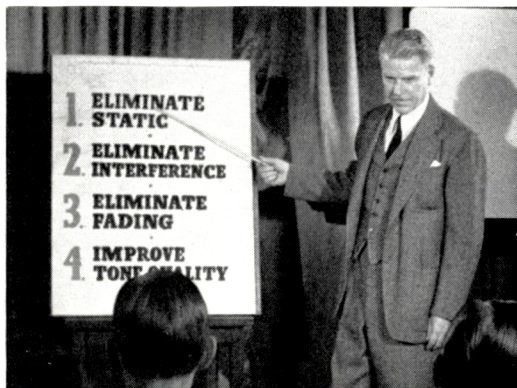 1. ELIMINATE
STATIC
2. ELIMINATE
INTERFERENCE
3. ELIMINATE
FADING
4. IMPROVE
TONE QUALITY